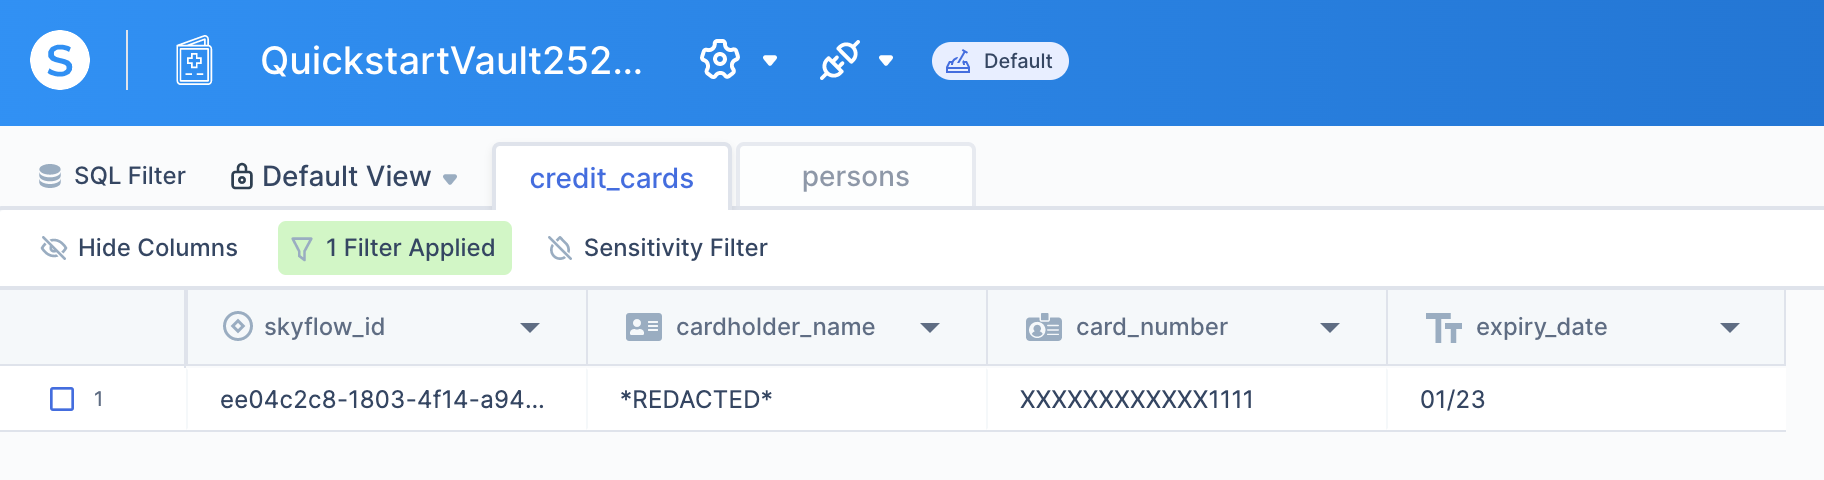 S QuickstartVault252... Default
SQL Filter Default View credit_cards persons
Hide Columns 1 Filter Applied Sensitivity Filter
skyflow_id cardholder_name card_number expiry_date
1 ee04c2c8-1803-4f14-a94... *REDACTED* XXXXXXXXXXXX1111 01/23